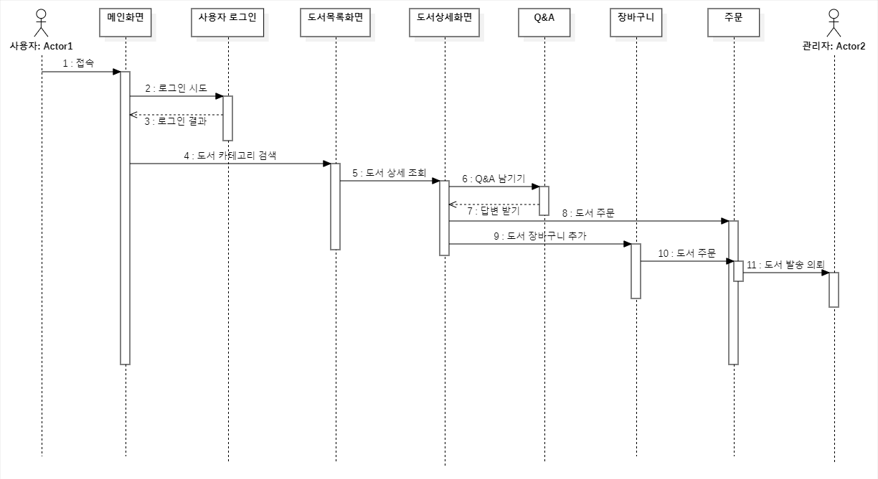 메인화면
사용자 로그인
도서목록화면
도서상세화면
Q&A
장바구니
주문
사용자: Actor1
관리자: Actor2
1 : 접속
2 : 로그인 시도
3 : 로그인 결과
4 : 도서 카테고리 검색
5 : 도서 상세 조회
6 : Q&A 남기기
7 : 답변 받기
8 : 도서 주문
9 : 도서 장바구니 추가
10 : 도서 주문
11 : 도서 발송 의뢰